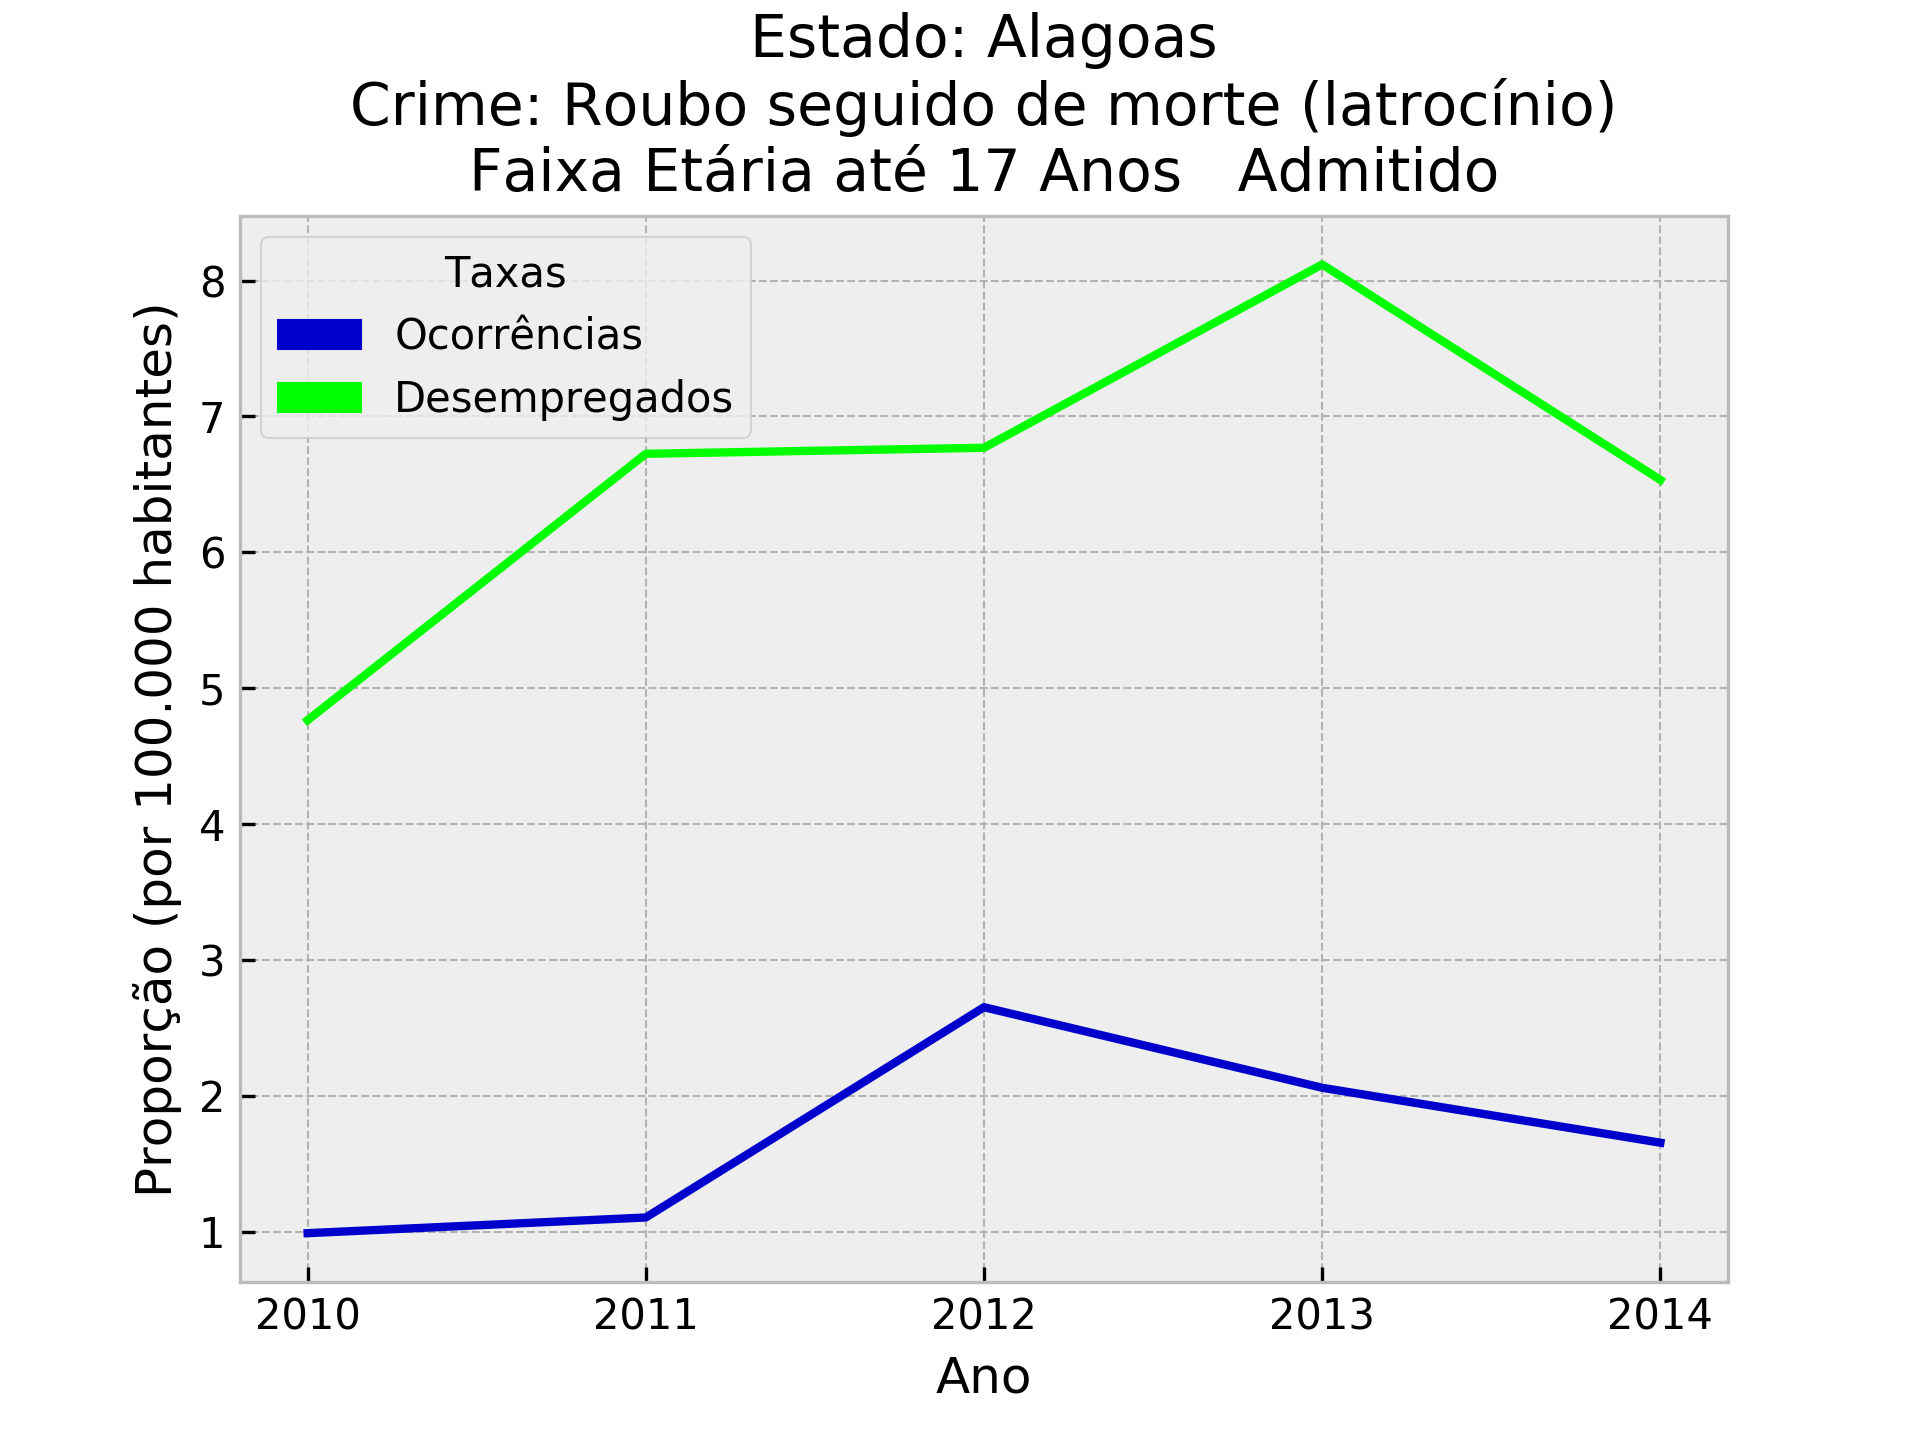 Estado: Alagoas
Crime: Roubo seguido de morte (latrocínio)
Faixa Etária até 17 Anos   Admitido
Taxas
Ocorrências
Desempregados
Proporção (por 100.000 habitantes)
8
7
6
5
4
3
2
1
2010 2011 2012 2013 2014
Ano